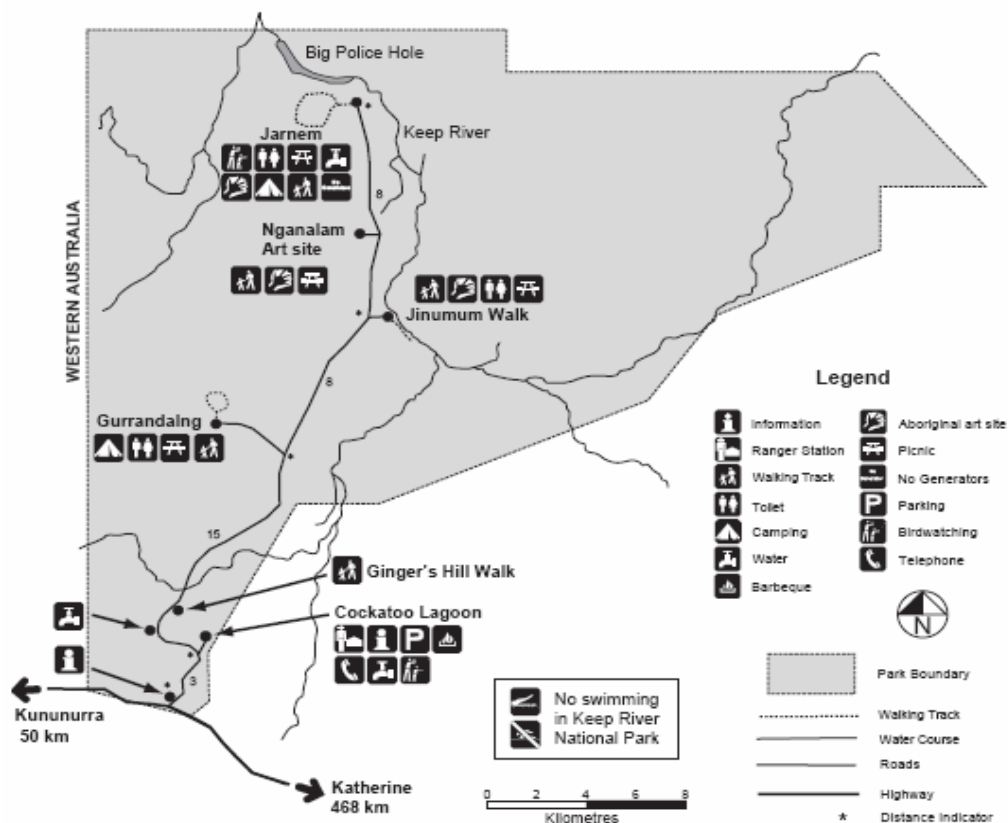 Big Police Hole
Jarnem
Keep River
8
Nganalam
Art site
Jinumum Walk
WESTERN AUSTRALIA
8
Gurrandalng
15
Ginger's Hill Walk
Cockatoo Lagoon
3
Kununurra
50 km
Katherine
468 km
No swimming
in Keep River
National Park
0 2 4 6 8
Kilometres
Legend
Information
Ranger Station
Walking Track
Toilet
Camping
Water
Barbeque
Aboriginal art site
Picnic
No Generators
P
Parking
Birdwatching
Telephone
N
Park Boundary
Walking Track
Water Course
Roads
Highway
* Distance Indicator